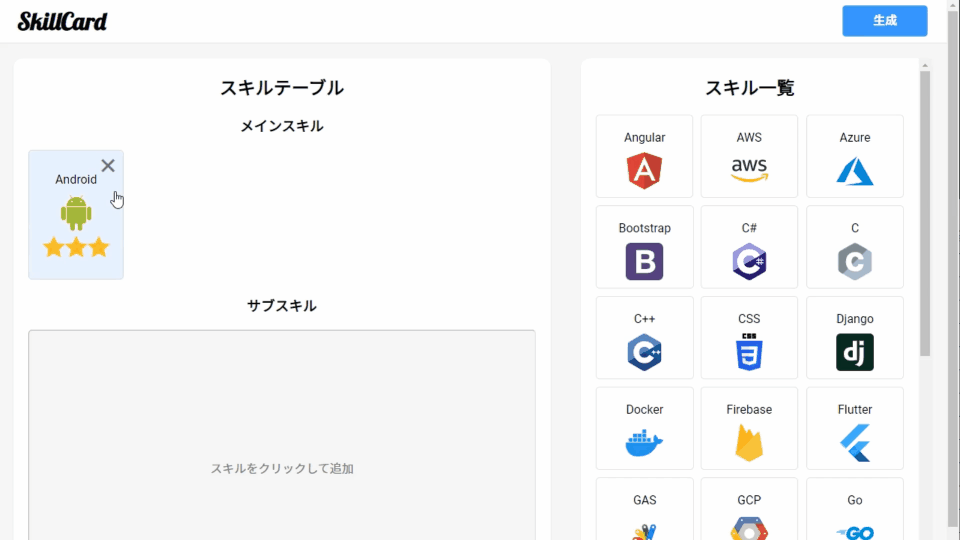 SkillCard
生成
スキルテーブル
メインスキル
Android
サブスキル
スキルをクリックして追加
スキル一覧
Angular
AWS
Azure
aws
Bootstrap
C#
C
B
C#
C
C++
CSS
Django
C++
CSS
3
dj
Docker
Firebase
Flutter
GAS
GCP
Go
GO